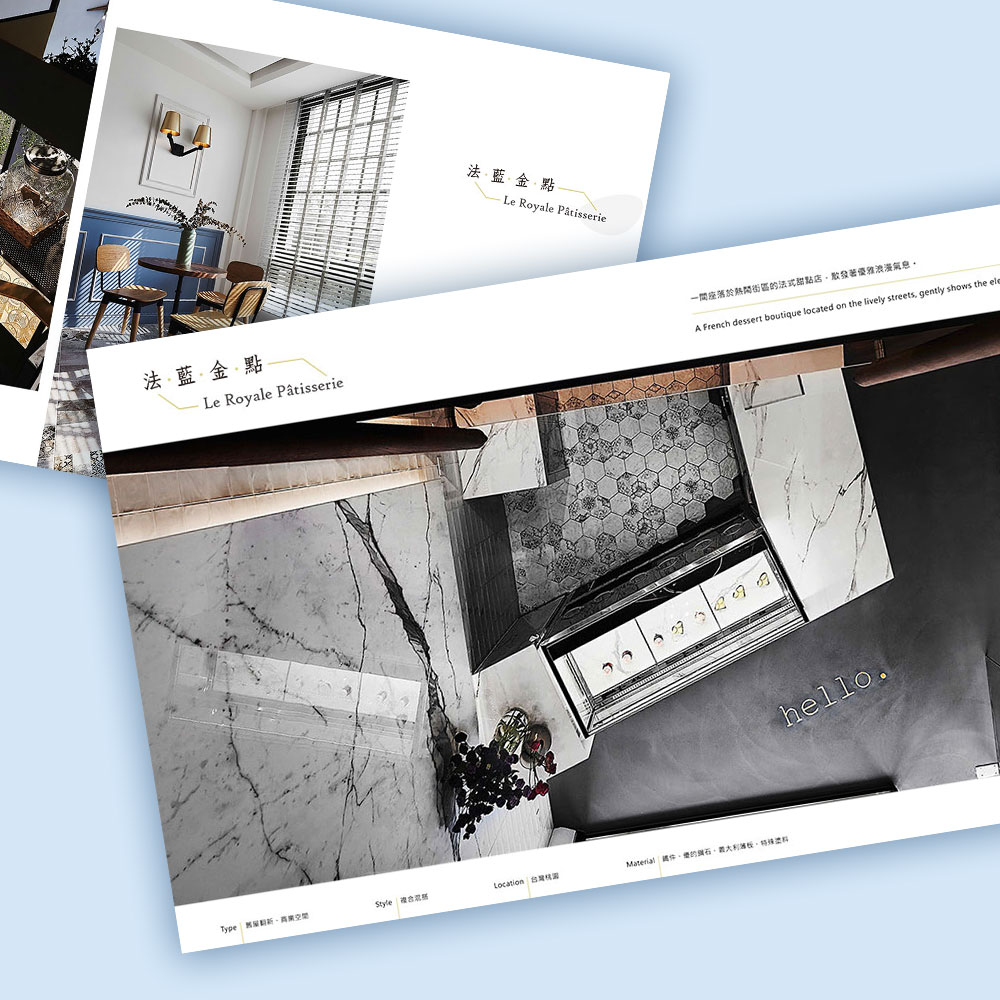 法·藍·金·點
Le Royale Pâtisserie
一間座落於熱鬧街區的法式甜點店，散發著優雅浪漫氣息。
A French dessert boutique located on the lively streets, gently shows the ele
法·藍·金·點
Le Royale Pâtisserie
hello.
Type 舊屋翻新、商業空間
Style 複合混搭
Location 台灣桃園
Material 鐵件、優的鋼石、義大利薄板、特殊塗料